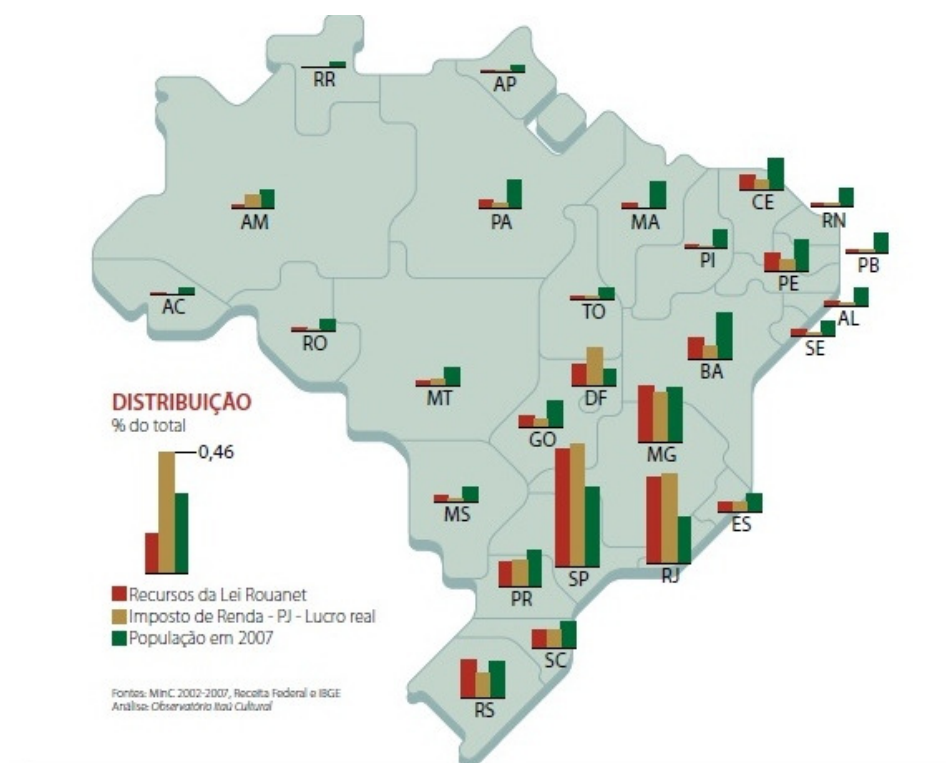 RR
AP
AM
PA
MA
CE
RN
PI
PB
PE
AC
TO
AL
RO
SE
BA
MT
DF
DISTRIBUIÇÃO
% do total
GO
0,46
MG
MS
ES
SP
RJ
PR
Recursos da Lei Rouanet
Imposto de Renda - PJ - Lucro real
População em 2007
SC
Fontes: MinC 2002-2007, Receita Federal e IBGE
Análise: Observatório Itaú Cultural
RS